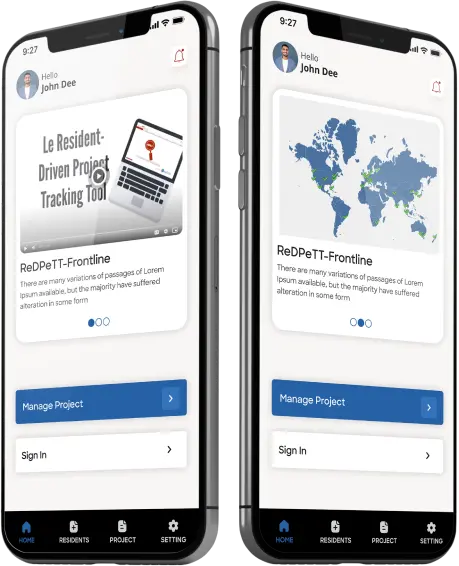 9:27
Hello
John Dee
Le Resident-
Driven Project
Tracking Tool
ReDPeTT-Frontline
There are many variations of passages of Lorem
Ipsum available, but the majority have suffered
alteration in some form
Manage Project
Sign In
HOME
RESIDENTS
PROJECT
SETTING
9:27
Hello
John Dee
ReDPeTT-Frontline
There are many variations of passages of Lorem
Ipsum available, but the majority have suffered
alteration in some form
Manage Project
Sign In
HOME
RESIDENTS
PROJECT
SETTING